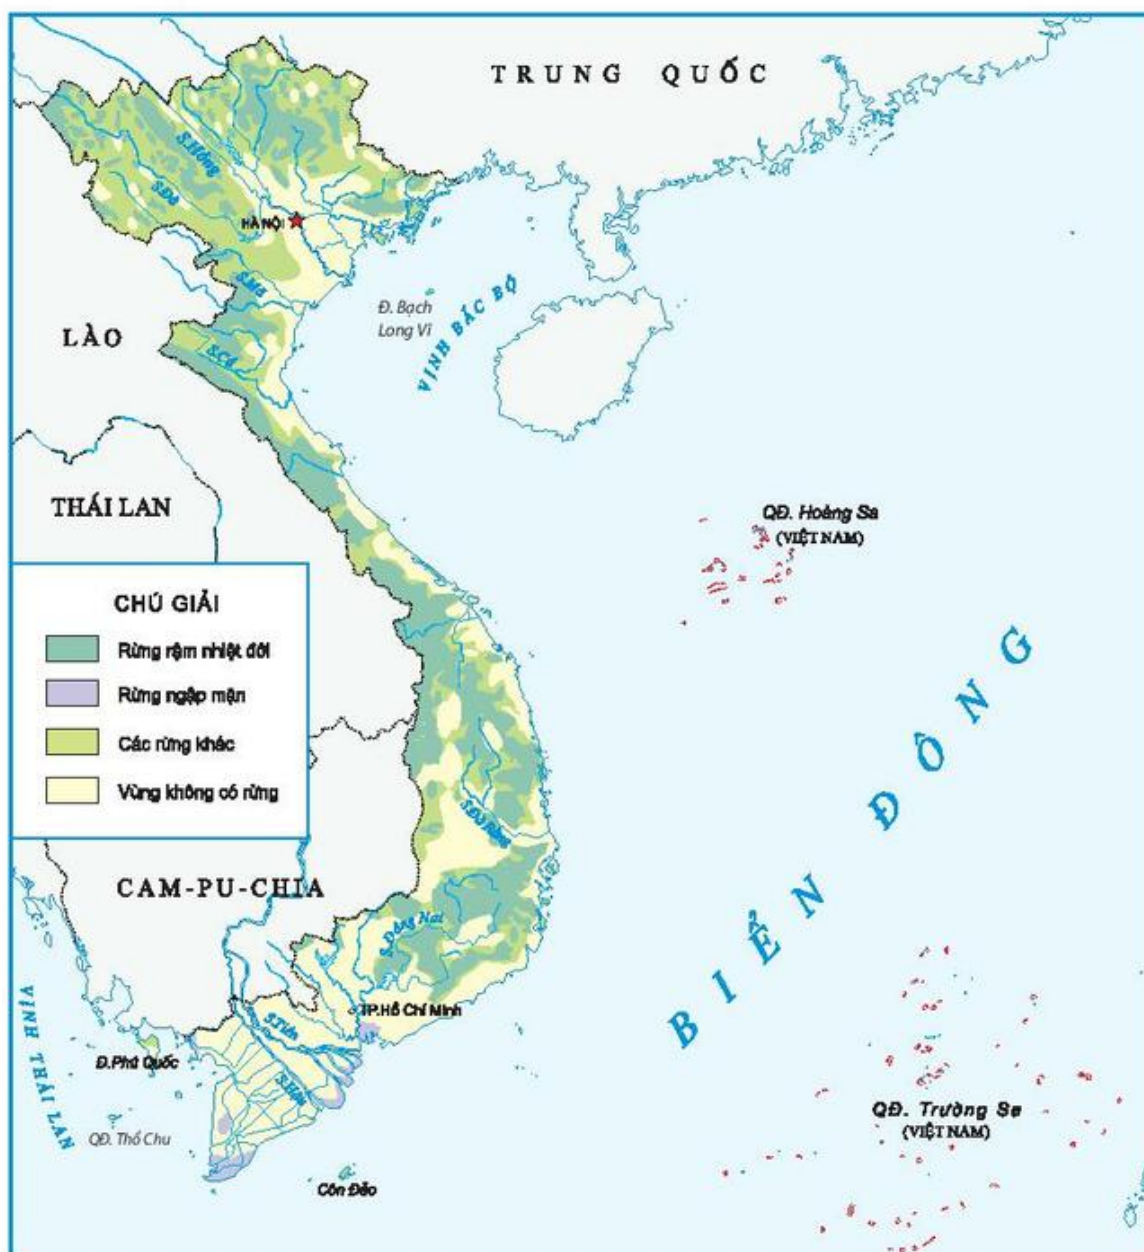 TRUNG QUỐC
S.Hồng
S.Đà
HÀ NỘI
S.Mã
Đ. Bạch
Long Vĩ
VỊNH BẮC BỘ
LÀO
S.Cả
THÁI LAN
QĐ. Hoàng Sa
(VIỆT NAM)
CHÚ GIẢI
Rừng rậm nhiệt đới
Rừng ngập mặn
Các rừng khác
Vùng không có rừng
BIỂN ĐÔNG
S.Đà Rằng
CAM-PU-CHIA
S.Đồng Nai
TP.Hồ Chí Minh
S.Tiền
S.Hậu
Đ.Phú Quốc
VỊNH THÁI LAN
QĐ. Thổ Chu
Côn Đảo
QĐ. Trường Sa
(VIỆT NAM)